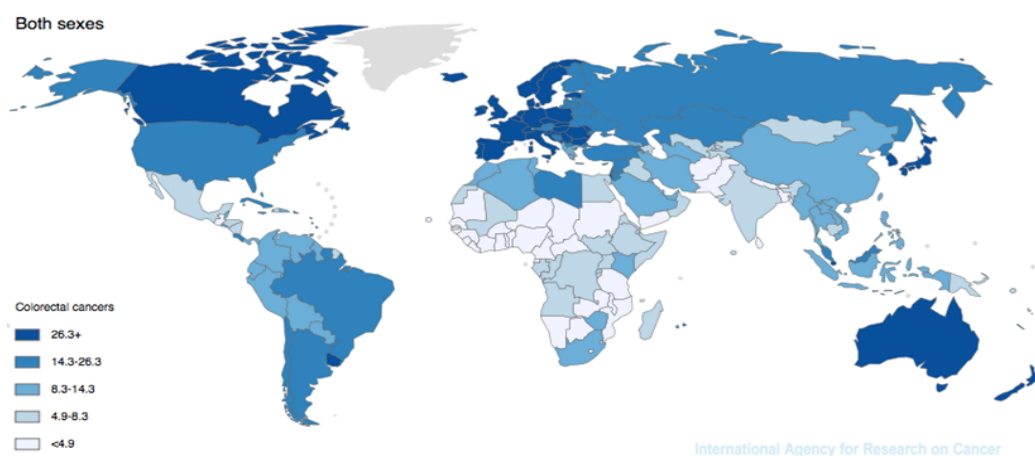 Both sexes
Colorectal cancers
26.3+
14.3-26.3
8.3-14.3
4.9-8.3
<4.9
International Agency for Research on Cancer